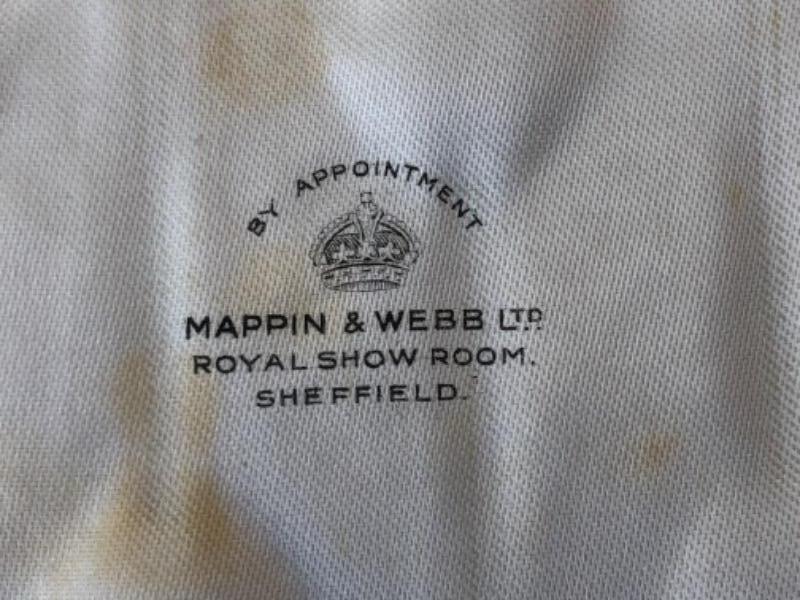 BY APPOINTMENT
MAPPIN & WEBB LTD.
ROYAL SHOW ROOM.
SHEFFIELD.